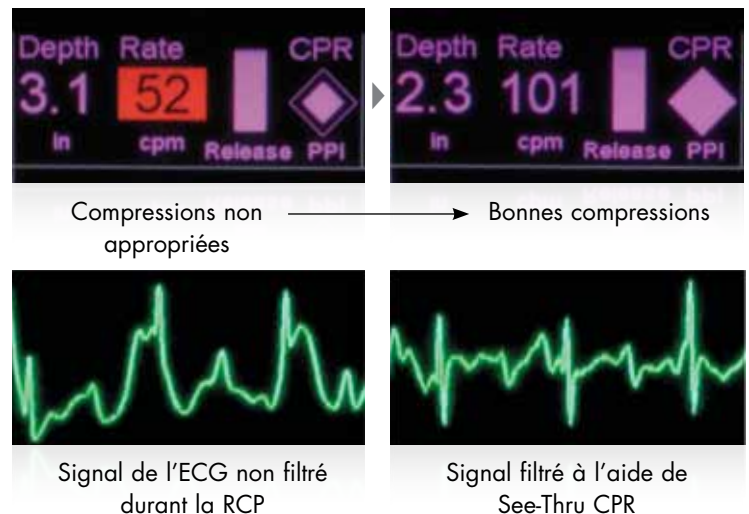 Depth Rate CPR
3.1 52
in cpm Release PPI
Depth Rate CPR
2.3 101
in cpm Release PPI
Compressions non
appropriées
Bonnes compressions
Signal de l'ECG non filtré
durant la RCP
Signal filtré à l'aide de
See-Thru CPR